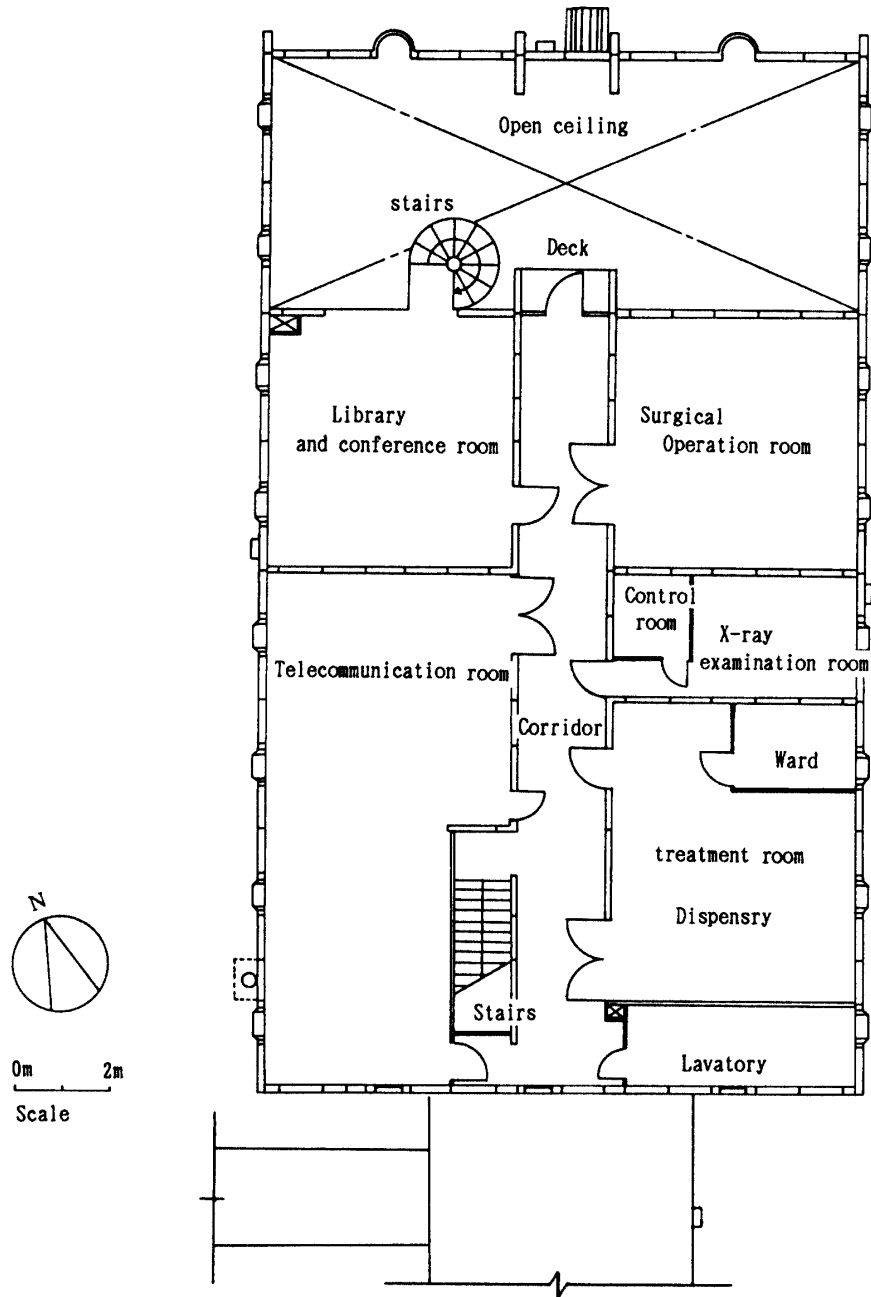 Open ceiling
stairs
Deck
Library
and conference room
Surgical
Operation room
Control
room
X-ray
examination room
Telecommunication room
Corridor
Ward
treatment room
Dispensry
N
Stairs
0m 2m
Lavatory
Scale